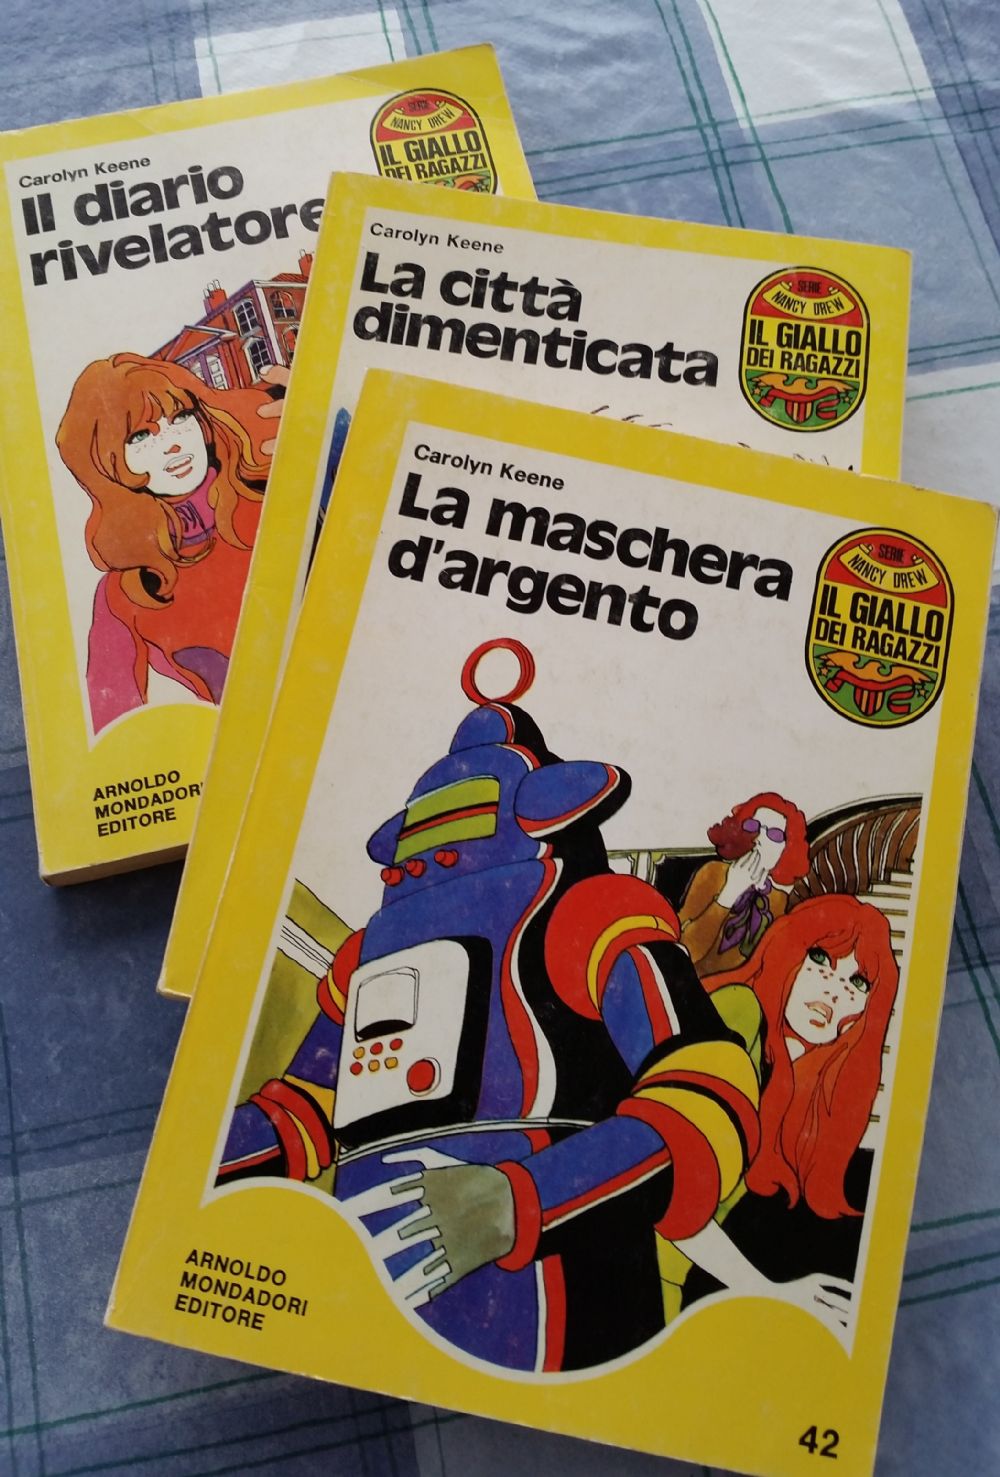 Carolyn Keene
Il diario
rivelatore
SERIE
NANCY DREW
IL GIALLO
DEI RAGAZZI
ARNOLDO
MONDADORI
EDITORE
Carolyn Keene
La città
dimenticata
SERIE
NANCY DREW
IL GIALLO
DEI RAGAZZI
Carolyn Keene
La maschera
d'argento
SERIE
NANCY DREW
IL GIALLO
DEI RAGAZZI
ARNOLDO
MONDADORI
EDITORE
42